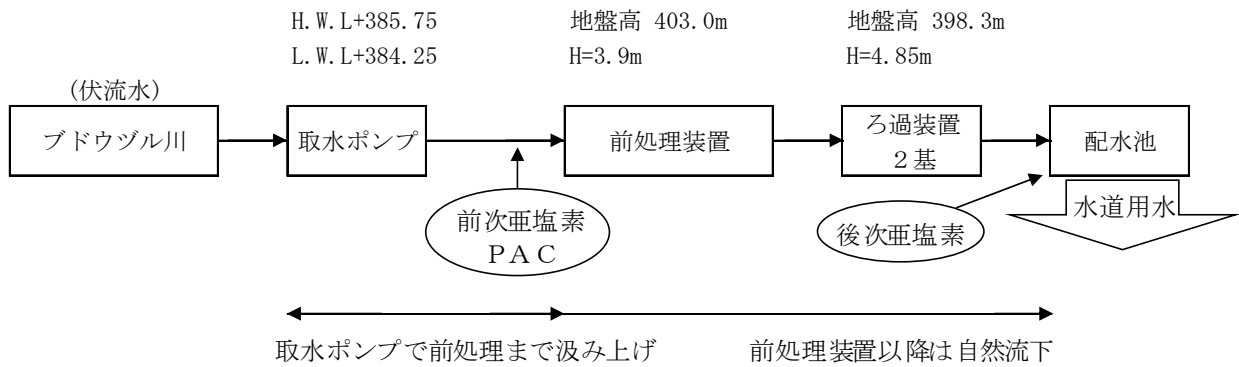 H.W.L+385.75
L.W.L+384.25
地盤高 403.0m
H=3.9m
地盤高 398.3m
H=4.85m
(伏流水)
ブドウヅル川
取水ポンプ
前処理装置
ろ過装置
２基
配水池
前次亜塩素
ＰＡＣ
後次亜塩素
水道用水
取水ポンプで前処理まで汲み上げ
前処理装置以降は自然流下